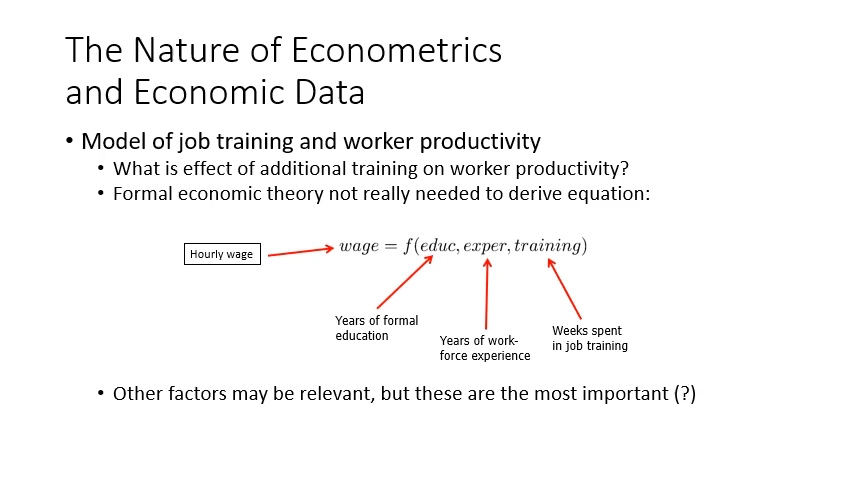 The Nature of Econometrics
and Economic Data
• Model of job training and worker productivity
• What is effect of additional training on worker productivity?
• Formal economic theory not really needed to derive equation:
Hourly wage
wage = f(educ, exper, training)
Years of formal
education
Years of work-
force experience
Weeks spent
in job training
• Other factors may be relevant, but these are the most important (?)